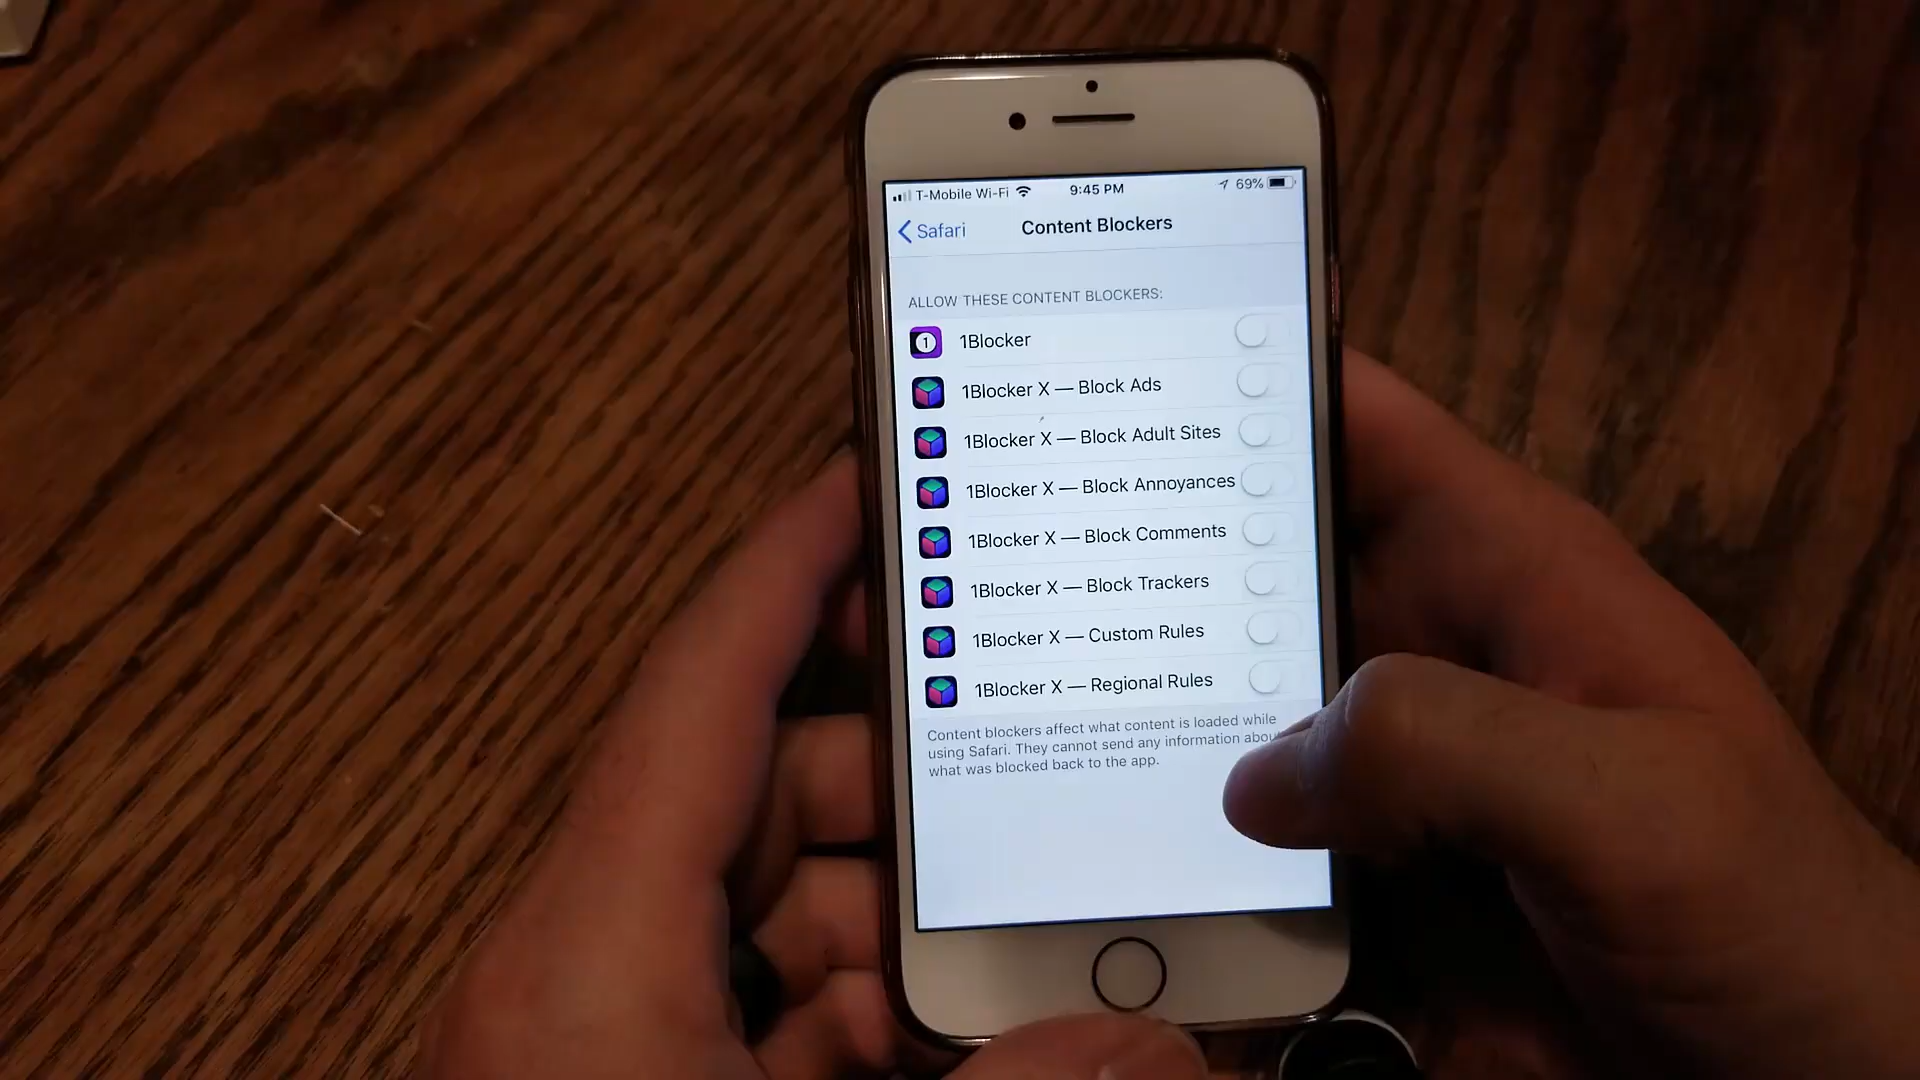 T-Mobile Wi-Fi 9:45 PM 69%
Safari Content Blockers
ALLOW THESE CONTENT BLOCKERS:
1 1Blocker
1Blocker X — Block Ads
1Blocker X — Block Adult Sites
1Blocker X — Block Annoyances
1Blocker X — Block Comments
1Blocker X — Block Trackers
1Blocker X — Custom Rules
1Blocker X — Regional Rules
Content blockers affect what content is loaded while
using Safari. They cannot send any information about
what was blocked back to the app.